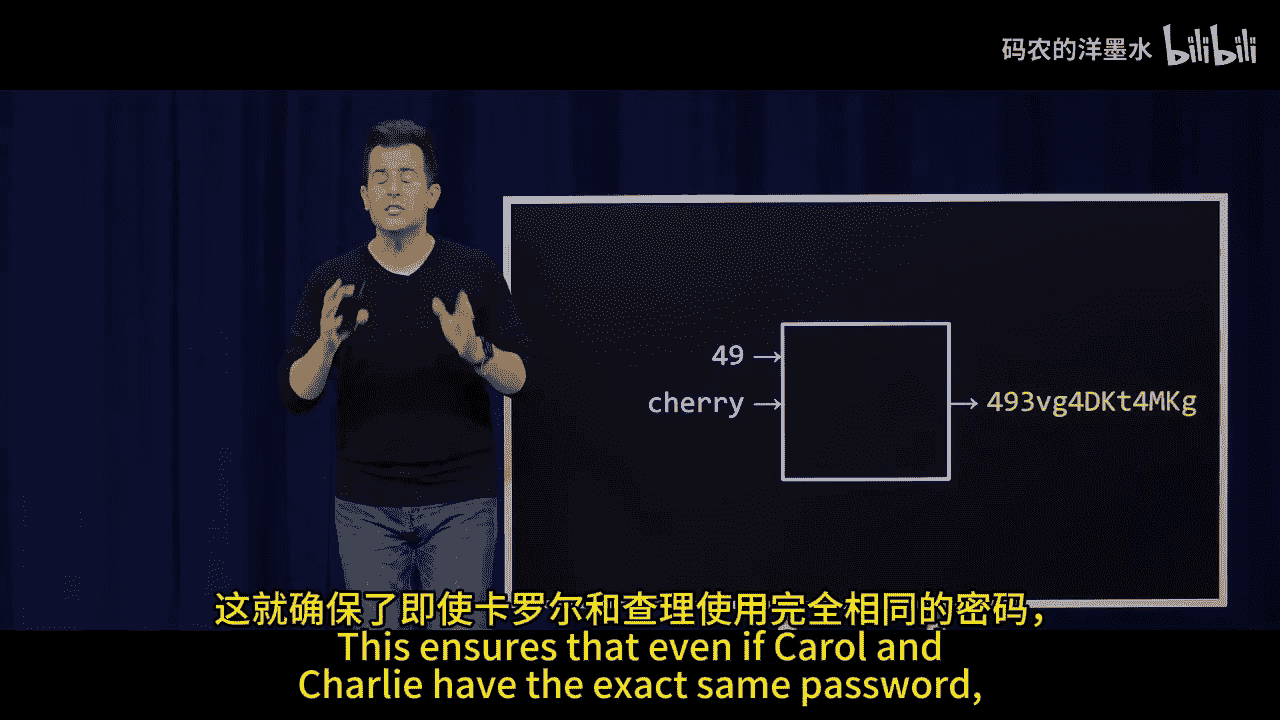 码农的洋墨水 bilibili
49 →
cherry →
→ 493vg4DKt4MKg
这就确保了即使卡罗尔和查理使用完全相同的密码，
This ensures that even if Carol and
Charlie have the exact same password,